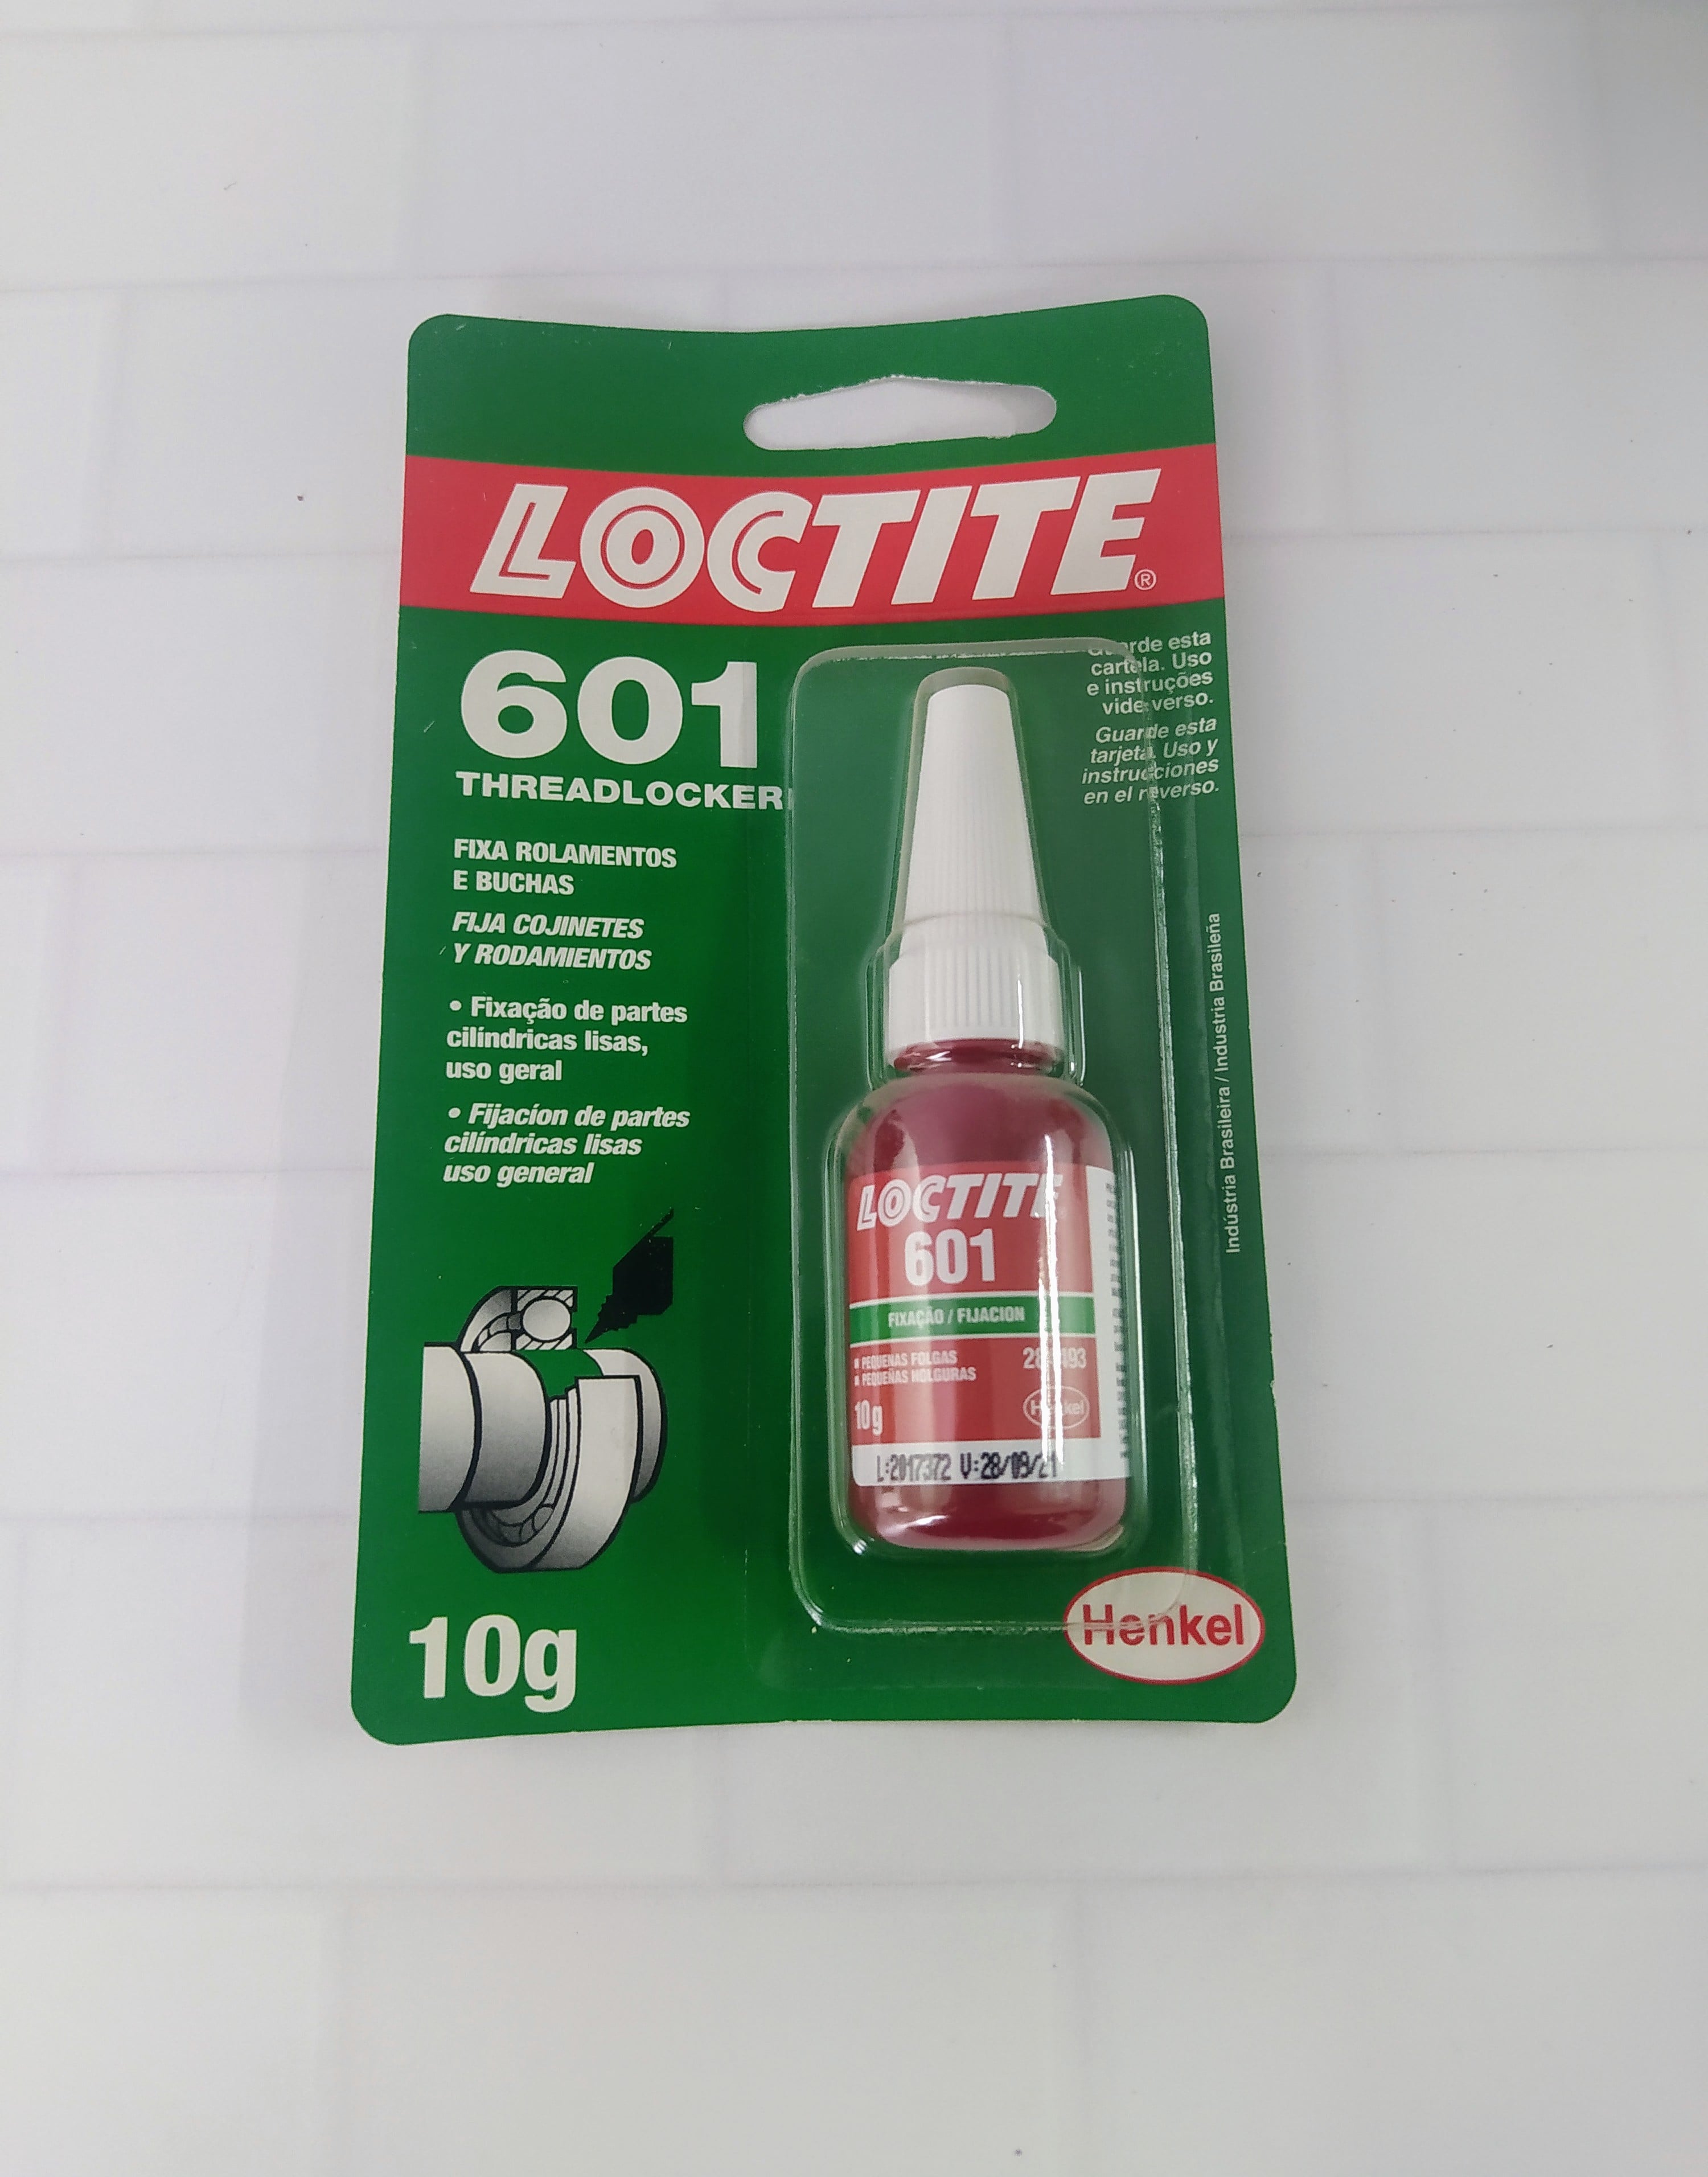 LOCTITE®
601
THREADLOCKER
FIXA ROLAMENTOS
E BUCHAS
FIJA COJINETES
Y RODAMIENTOS
• Fixação de partes
cilíndricas lisas,
uso geral
• Fijacíon de partes
cilíndricas lisas
uso general
10g
Guarde esta
cartela. Uso
e instruções
vide verso.
Guarde esta
tarjeta. Uso y
instrucciones
en el reverso.
Indústria Brasileira / Industria Brasileña
LOCTITE
601
FIXAÇÃO / FIJACION
PEQUENAS FOLGAS
PEQUEÑAS HOLGURAS
10g
Henkel
L:2017372 V:28/09/21
Henkel